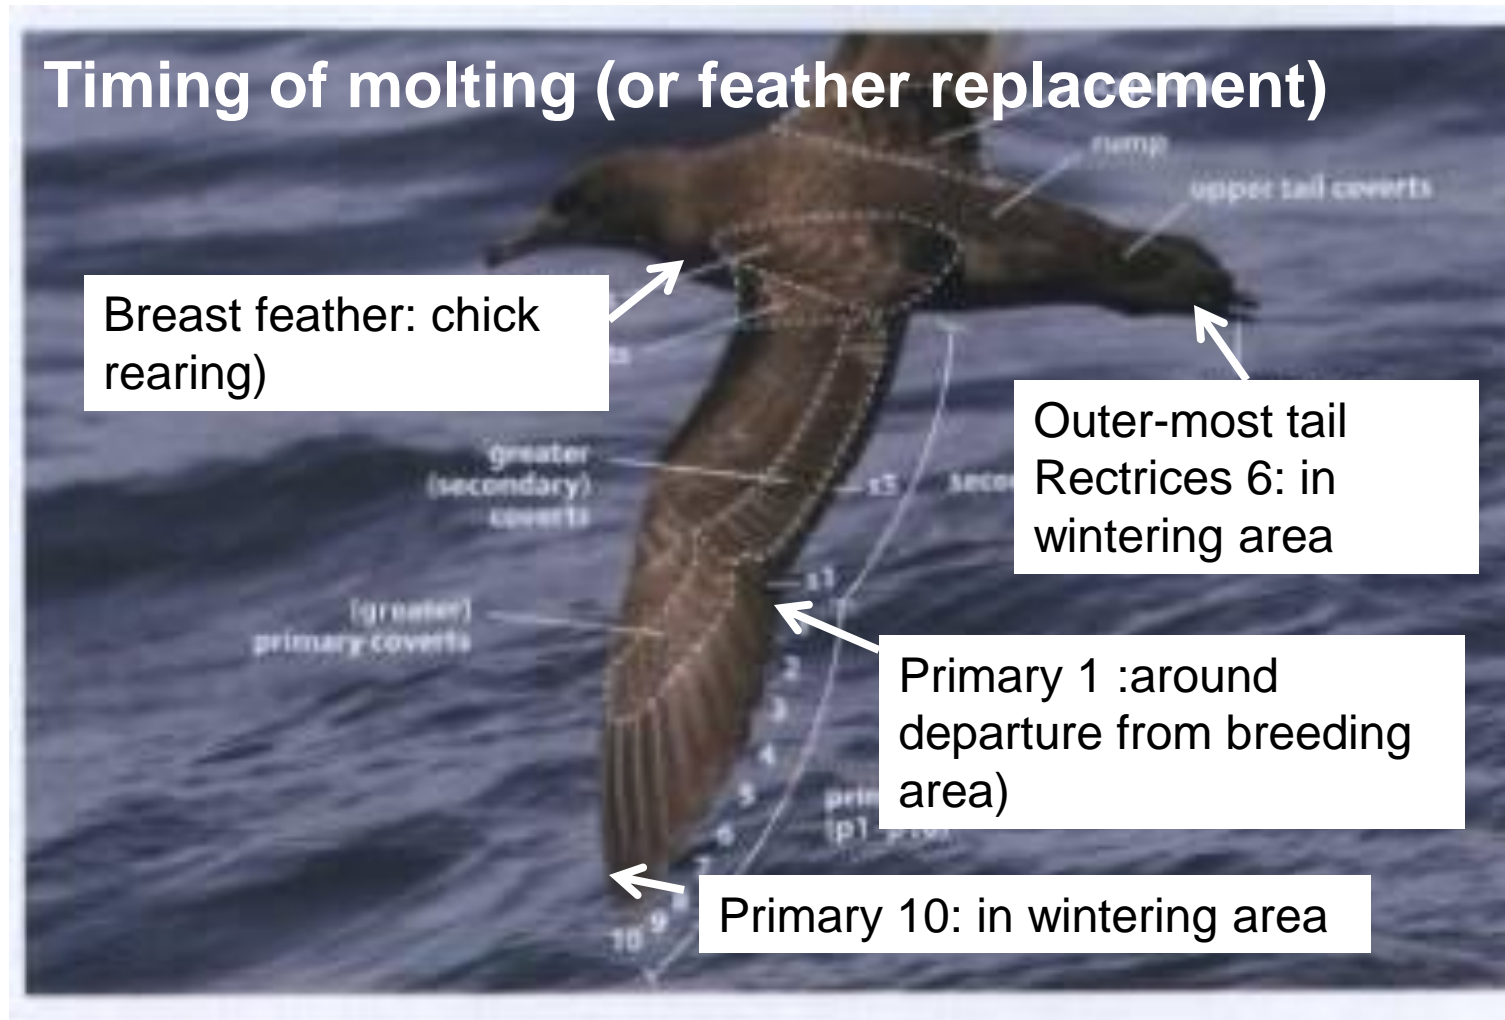 Timing of molting (or feather replacement)
rump
upper tail coverts
Breast feather: chick
rearing)
Outer-most tail
Rectrices 6: in
wintering area
greater
(secondary)
coverts
s5
s1
(greater)
primary coverts
2
3
4
5
6
7
8
9
10
Primary 1 :around
departure from breeding
area)
Primary 10: in wintering area